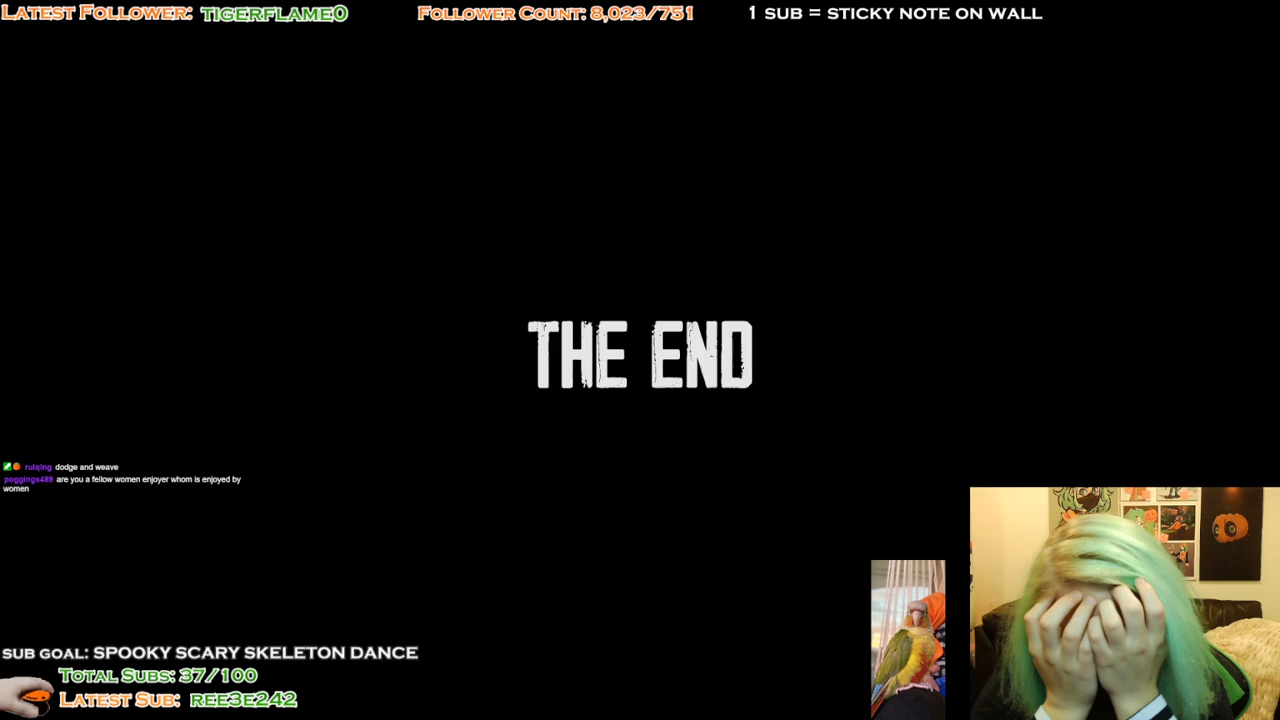 LATEST FOLLOWER: TIGERFLAME0
FOLLOWER COUNT: 8,023/751
1 SUB = STICKY NOTE ON WALL
THE END
ruiqing dodge and weave
poggings489 are you a fellow women enjoyer whom is enjoyed by
women
SUB GOAL: SPOOKY SCARY SKELETON DANCE
TOTAL SUBS: 37/100
LATEST SUB: REE3E242